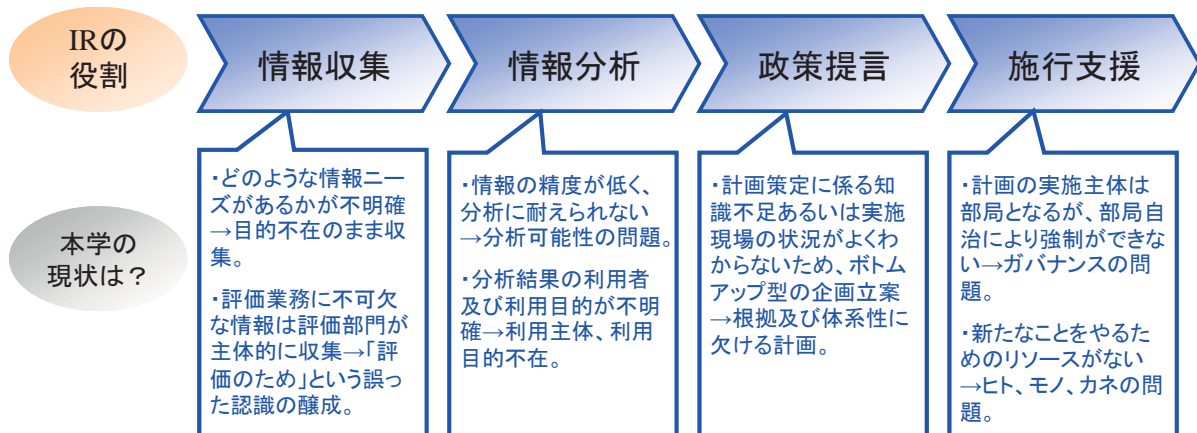 IRの
役割
情報収集
情報分析
政策提言
施行支援
本学の
現状は？
・どのような情報ニー
ズがあるかが不明確
→目的不在のまま収
集。
・評価業務に不可欠
な情報は評価部門が
主体的に収集→「評
価のため」という誤っ
た認識の醸成。
・情報の精度が低く、
分析に耐えられない
→分析可能性の問題。
・分析結果の利用者
及び利用目的が不明
確→利用主体、利用
目的不在。
・計画策定に係る知
識不足あるいは実施
現場の状況がよくわ
からないため、ボトム
アップ型の企画立案
→根拠及び体系性に
欠ける計画。
・計画の実施主体は
部局となるが、部局自
治により強制ができな
い→ガバナンスの問
題。
・新たなことをやるた
めのリソースがない
→ヒト、モノ、カネの問
題。